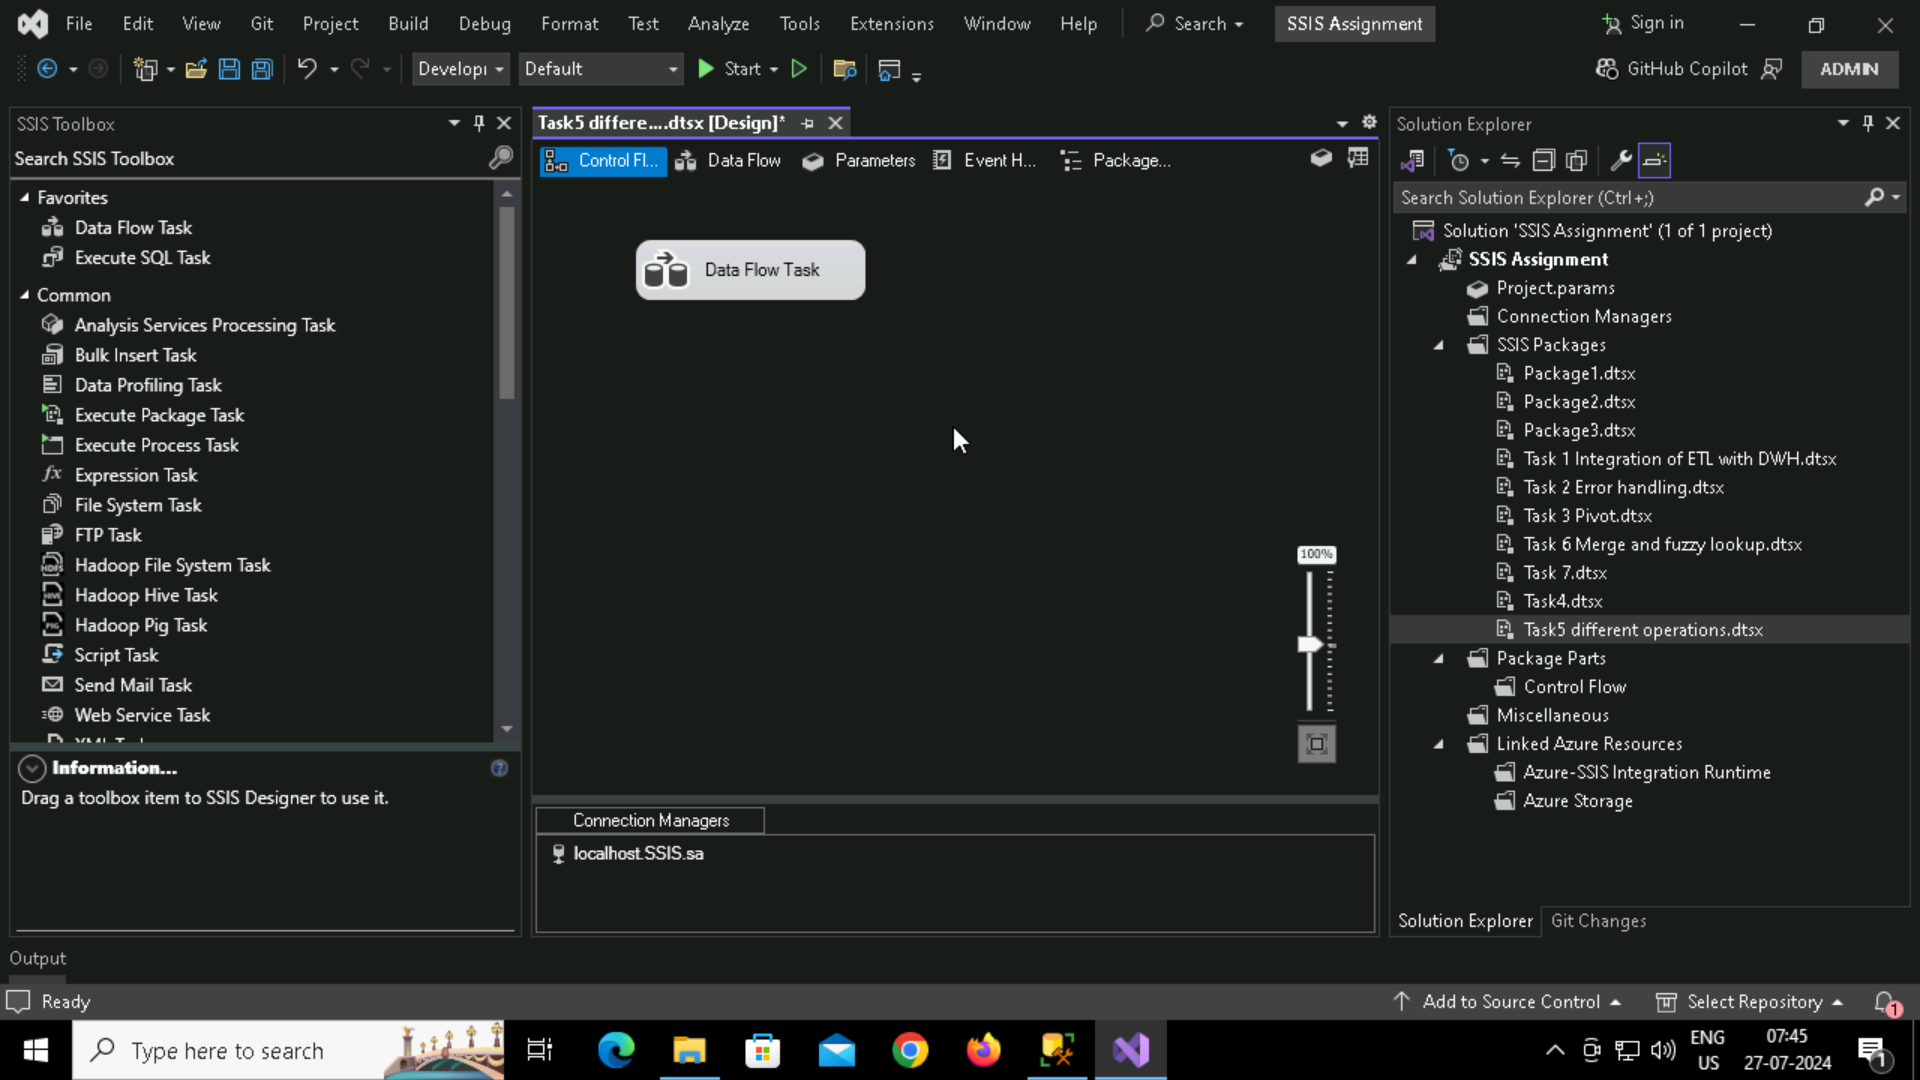 File Edit View Git Project Build Debug Format Test Analyze Tools Extensions Window Help Search SSIS Assignment Sign in
Developi Default Start GitHub Copilot ADMIN
SSIS Toolbox
Search SSIS Toolbox
Favorites
Data Flow Task
Execute SQL Task
Common
Analysis Services Processing Task
Bulk Insert Task
Data Profiling Task
Execute Package Task
Execute Process Task
Expression Task
File System Task
FTP Task
Hadoop File System Task
Hadoop Hive Task
Hadoop Pig Task
Script Task
Send Mail Task
Web Service Task
Information...
Drag a toolbox item to SSIS Designer to use it.
Task5 differe....dtsx [Design]*
Control Fl... Data Flow Parameters Event H... Package...
Data Flow Task
100%
Connection Managers
localhost.SSIS.sa
Solution Explorer
Search Solution Explorer (Ctrl+;)
Solution 'SSIS Assignment' (1 of 1 project)
SSIS Assignment
Project.params
Connection Managers
SSIS Packages
Package1.dtsx
Package2.dtsx
Package3.dtsx
Task 1 Integration of ETL with DWH.dtsx
Task 2 Error handling.dtsx
Task 3 Pivot.dtsx
Task 6 Merge and fuzzy lookup.dtsx
Task 7.dtsx
Task4.dtsx
Task5 different operations.dtsx
Package Parts
Control Flow
Miscellaneous
Linked Azure Resources
Azure-SSIS Integration Runtime
Azure Storage
Solution Explorer Git Changes
Output
Ready Add to Source Control Select Repository 1
Type here to search
ENG
US
07:45
27-07-2024
1